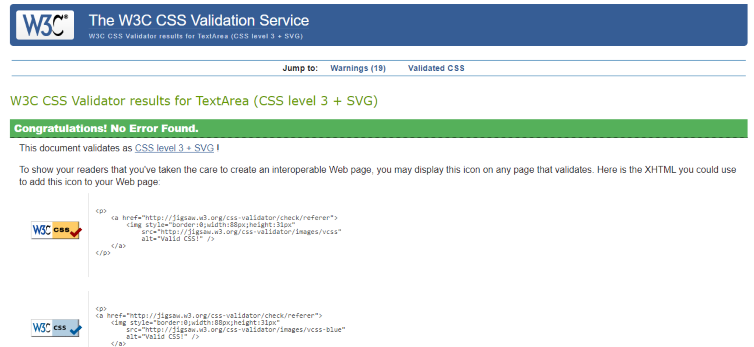 W3C®
The W3C CSS Validation Service
W3C CSS Validator results for TextArea (CSS level 3 + SVG)
Jump to: Warnings (19) Validated CSS
W3C CSS Validator results for TextArea (CSS level 3 + SVG)
Congratulations! No Error Found.
This document validates as CSS level 3 + SVG !
To show your readers that you've taken the care to create an interoperable Web page, you may display this icon on any page that validates. Here is the XHTML you could use
to add this icon to your Web page:
W3C css
<p>
<a href="http://jigsaw.w3.org/css-validator/check/referer">
<img style="border:0;width:88px;height:31px"
src="http://jigsaw.w3.org/css-validator/images/vcss"
alt="Valid CSS!" />
</a>
</p>
W3C css
<p>
<a href="http://jigsaw.w3.org/css-validator/check/referer">
<img style="border:0;width:88px;height:31px"
src="http://jigsaw.w3.org/css-validator/images/vcss-blue"
alt="Valid CSS!" />
</a>